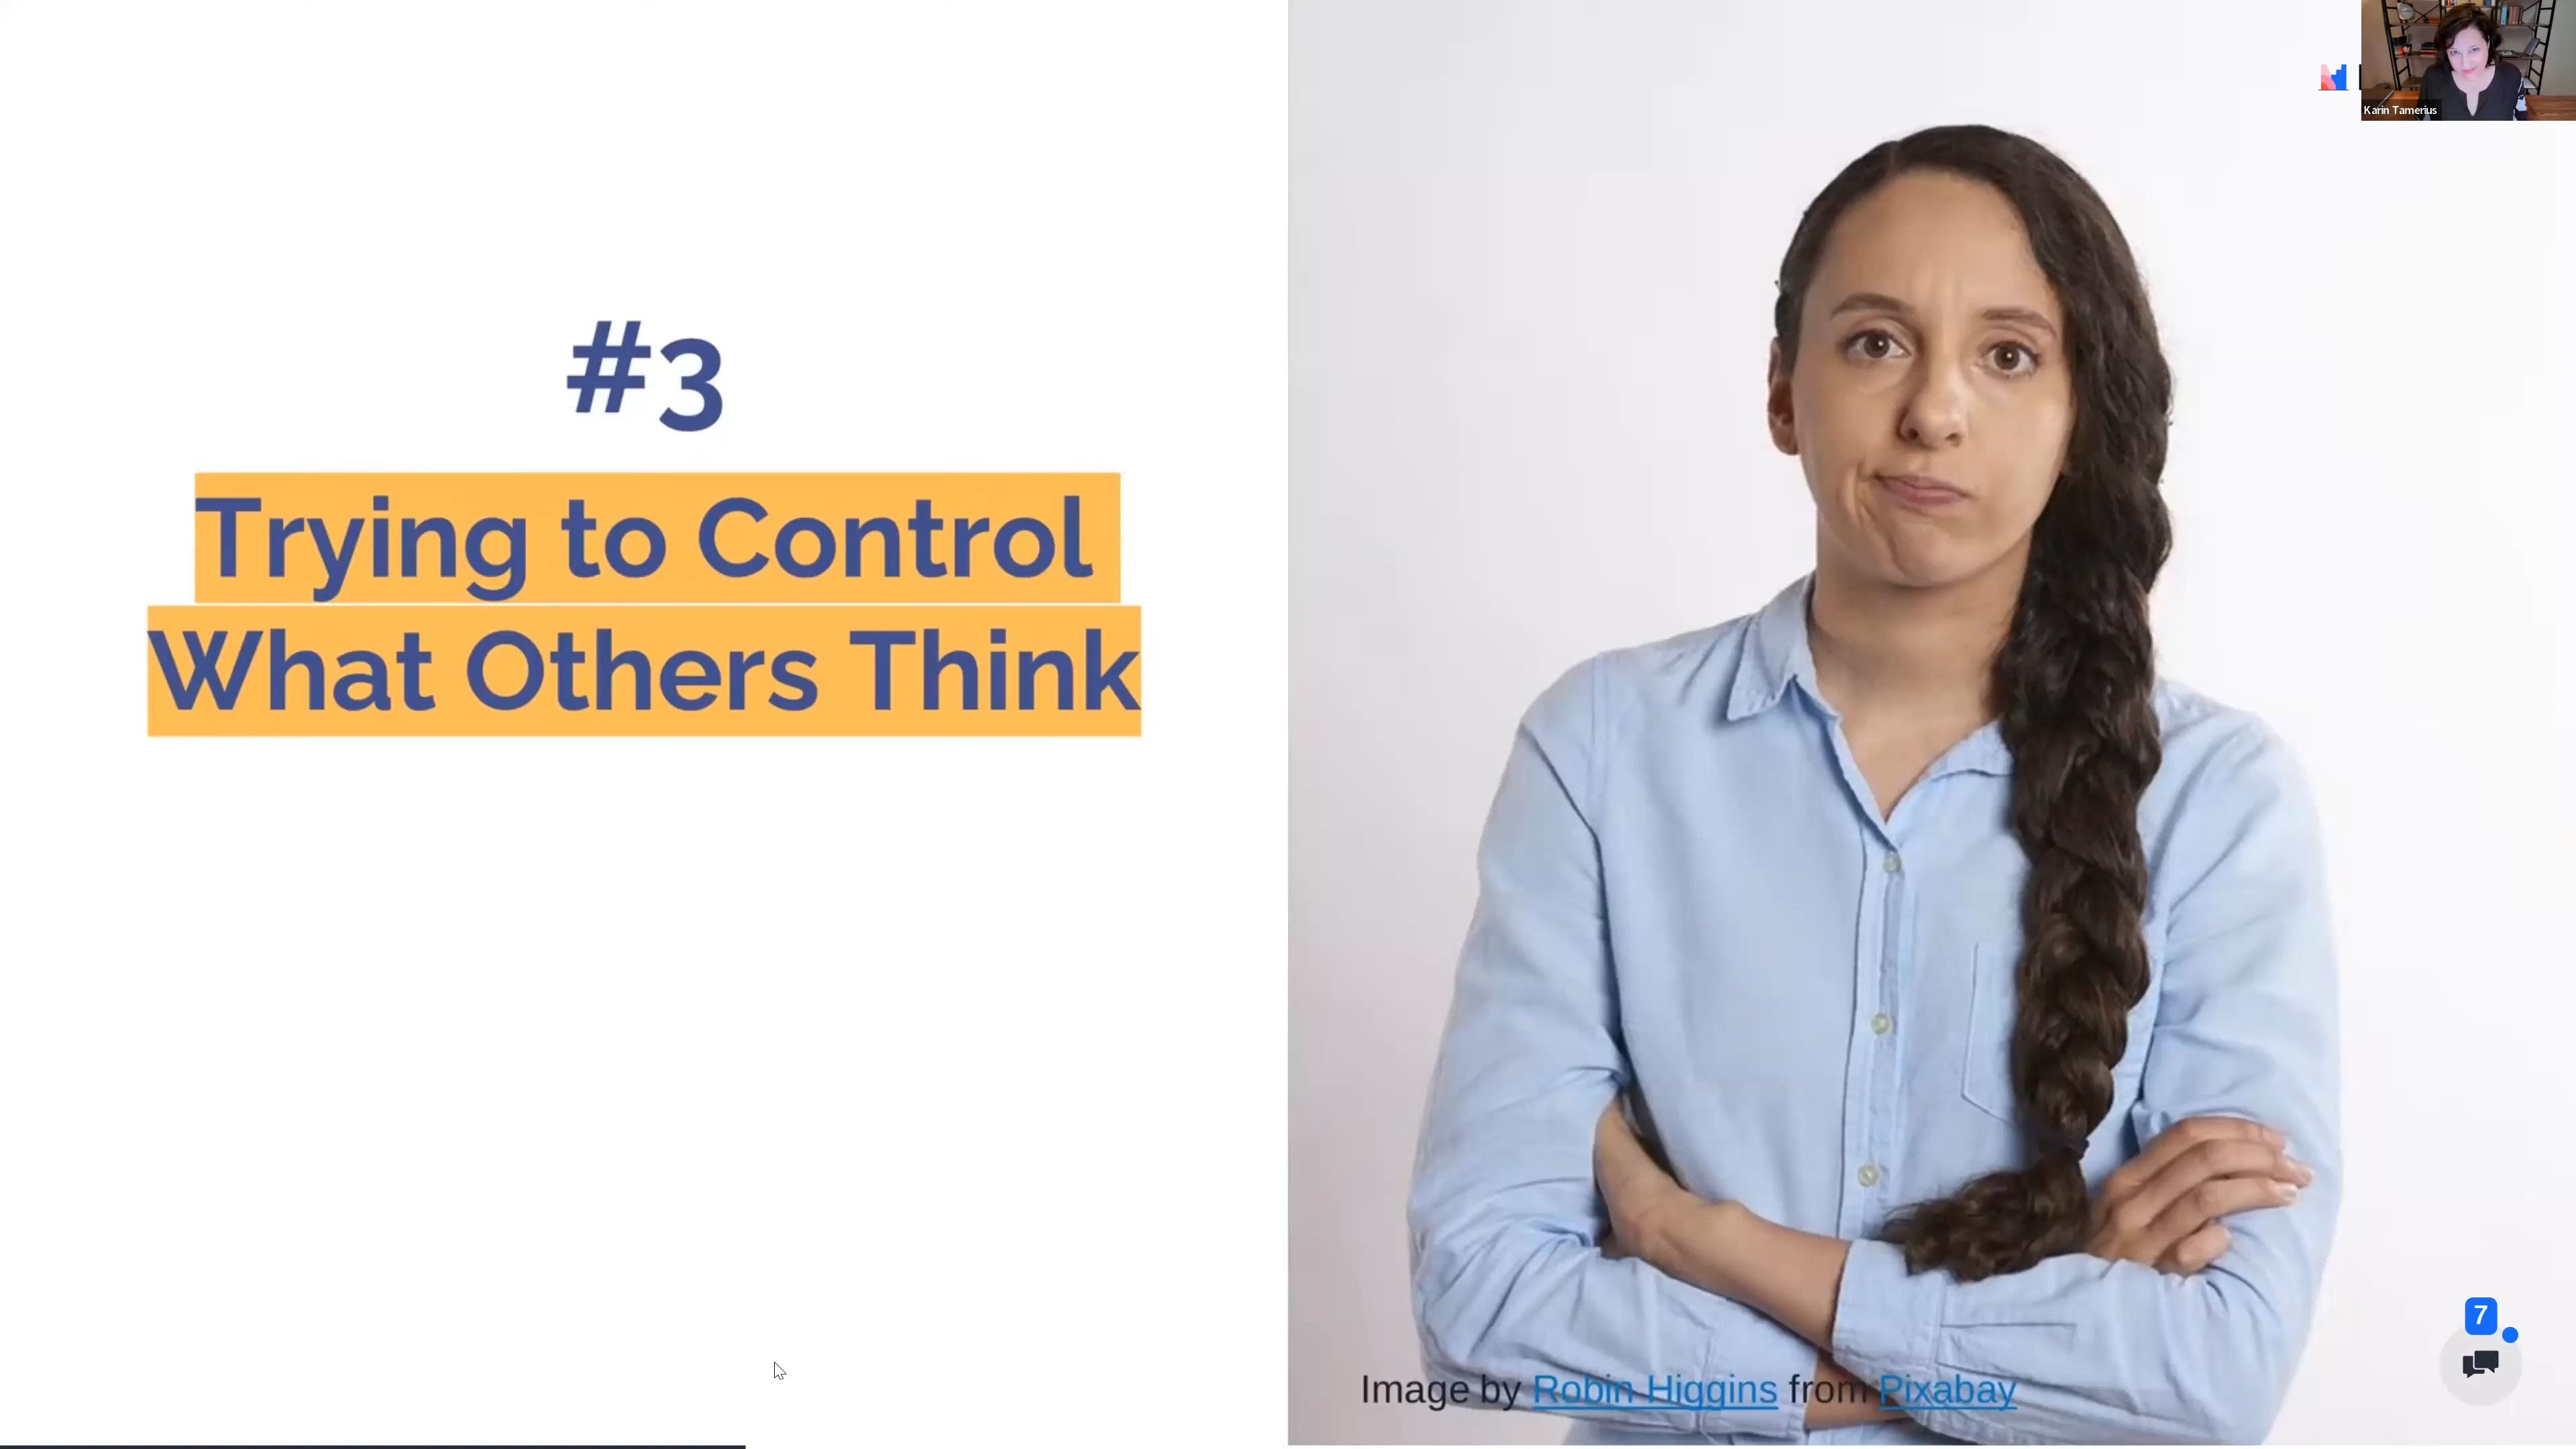 Karin Tamerius
#3
Trying to Control
What Others Think
Image by Robin Higgins from Pixabay
7